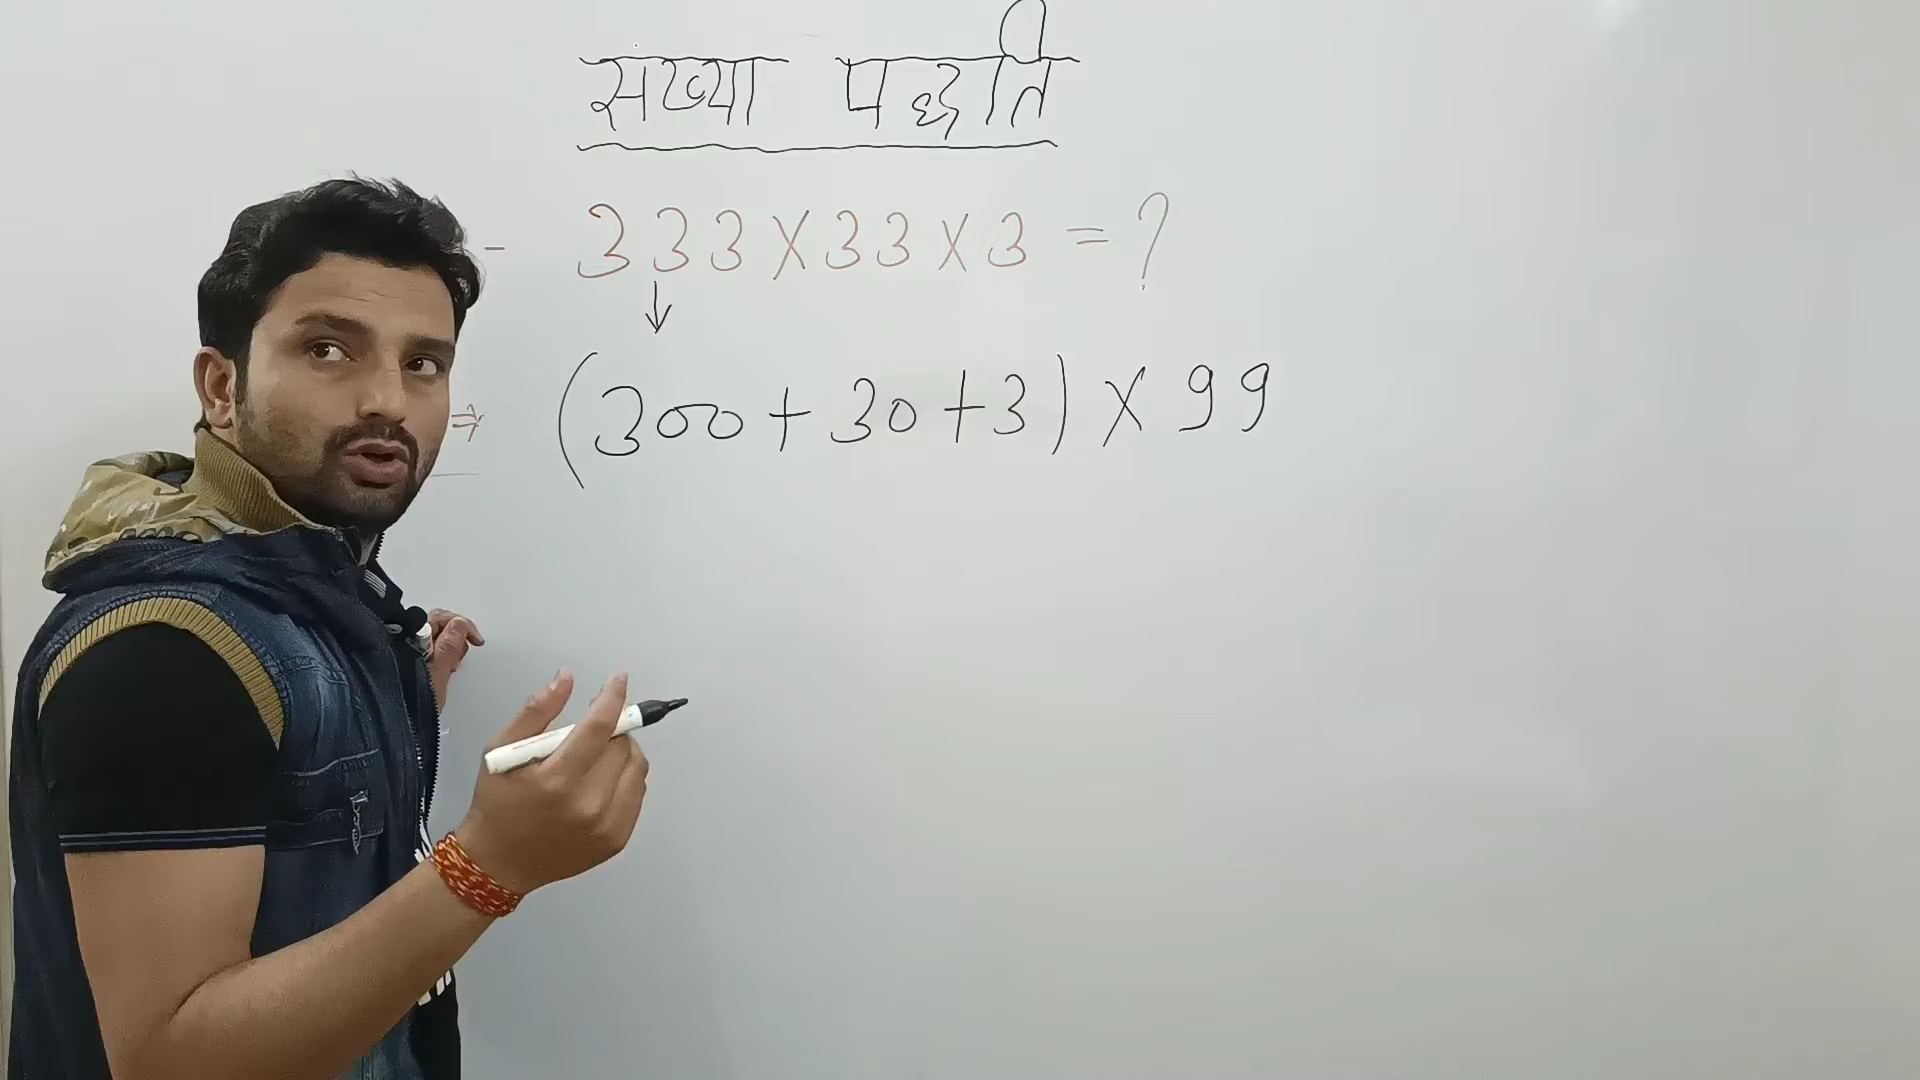 संख्या पद्धति
- 333 X 33 X 3 = ?
↓
⇒ (300 + 30 + 3) X 99